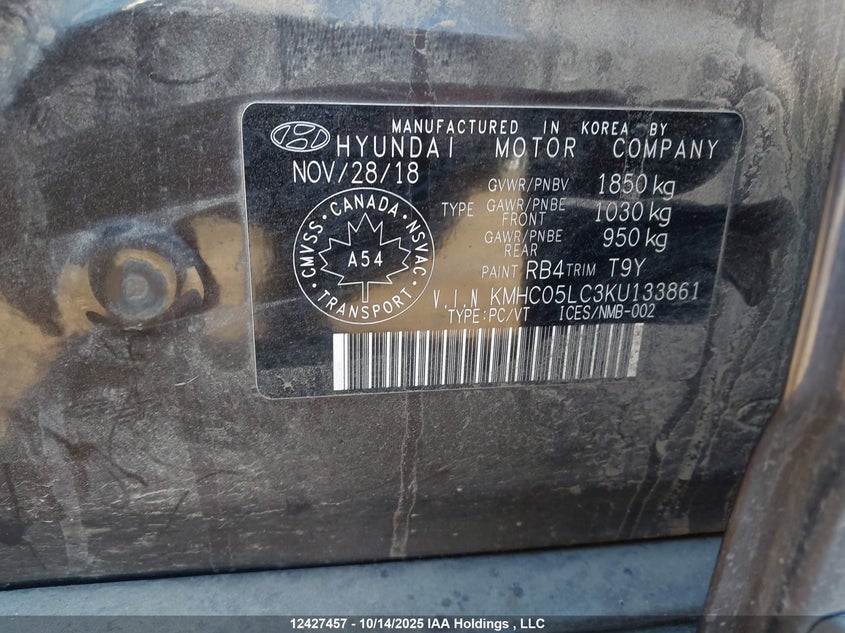 MANUFACTURED IN KOREA BY
HYUNDAI MOTOR COMPANY
NOV/28/18
GVWR/PNBV 1850 kg
TYPE GAWR/PNBE FRONT 1030 kg
GAWR/PNBE REAR 950 kg
PAINT RB4 TRIM T9Y
V.I.N KMHC05LC3KU133861
TYPE:PC/VT ICES/NMB-002
CMVSS · CANADA · NSVAC
A54
TRANSPORT
12427457 - 10/14/2025 IAA Holdings , LLC